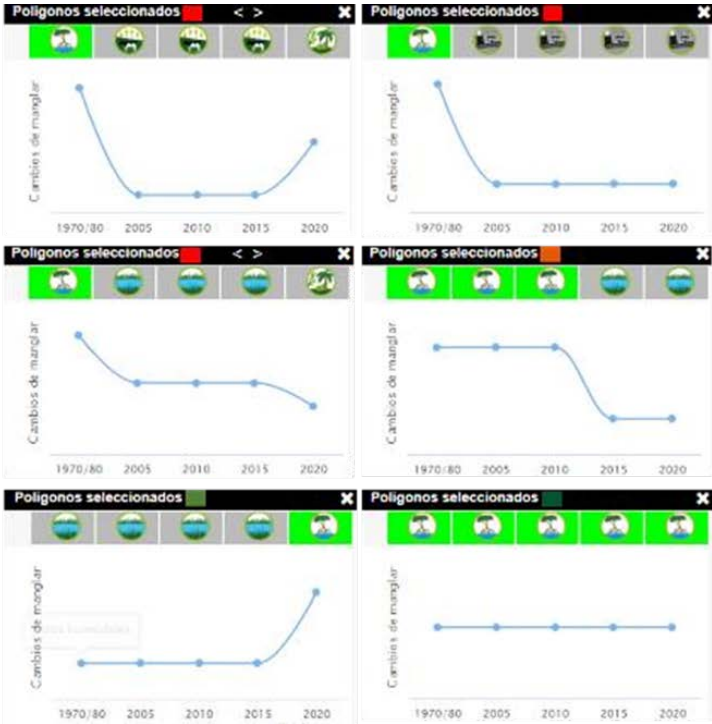 Poligonos seleccionados < > ✖
Cambios de manglar
1970/80 2005 2010 2015 2020
Poligonos seleccionados ✖
Cambios de manglar
1970/80 2005 2010 2015 2020
Poligonos seleccionados < > ✖
Cambios de manglar
1970/80 2005 2010 2015 2020
Poligonos seleccionados ✖
Cambios de manglar
1970/80 2005 2010 2015 2020
Poligonos seleccionados ✖
Cambios de manglar
1970/80 2005 2010 2015 2020
Poligonos seleccionados ✖
Cambios de manglar
1970/80 2005 2010 2015 2020